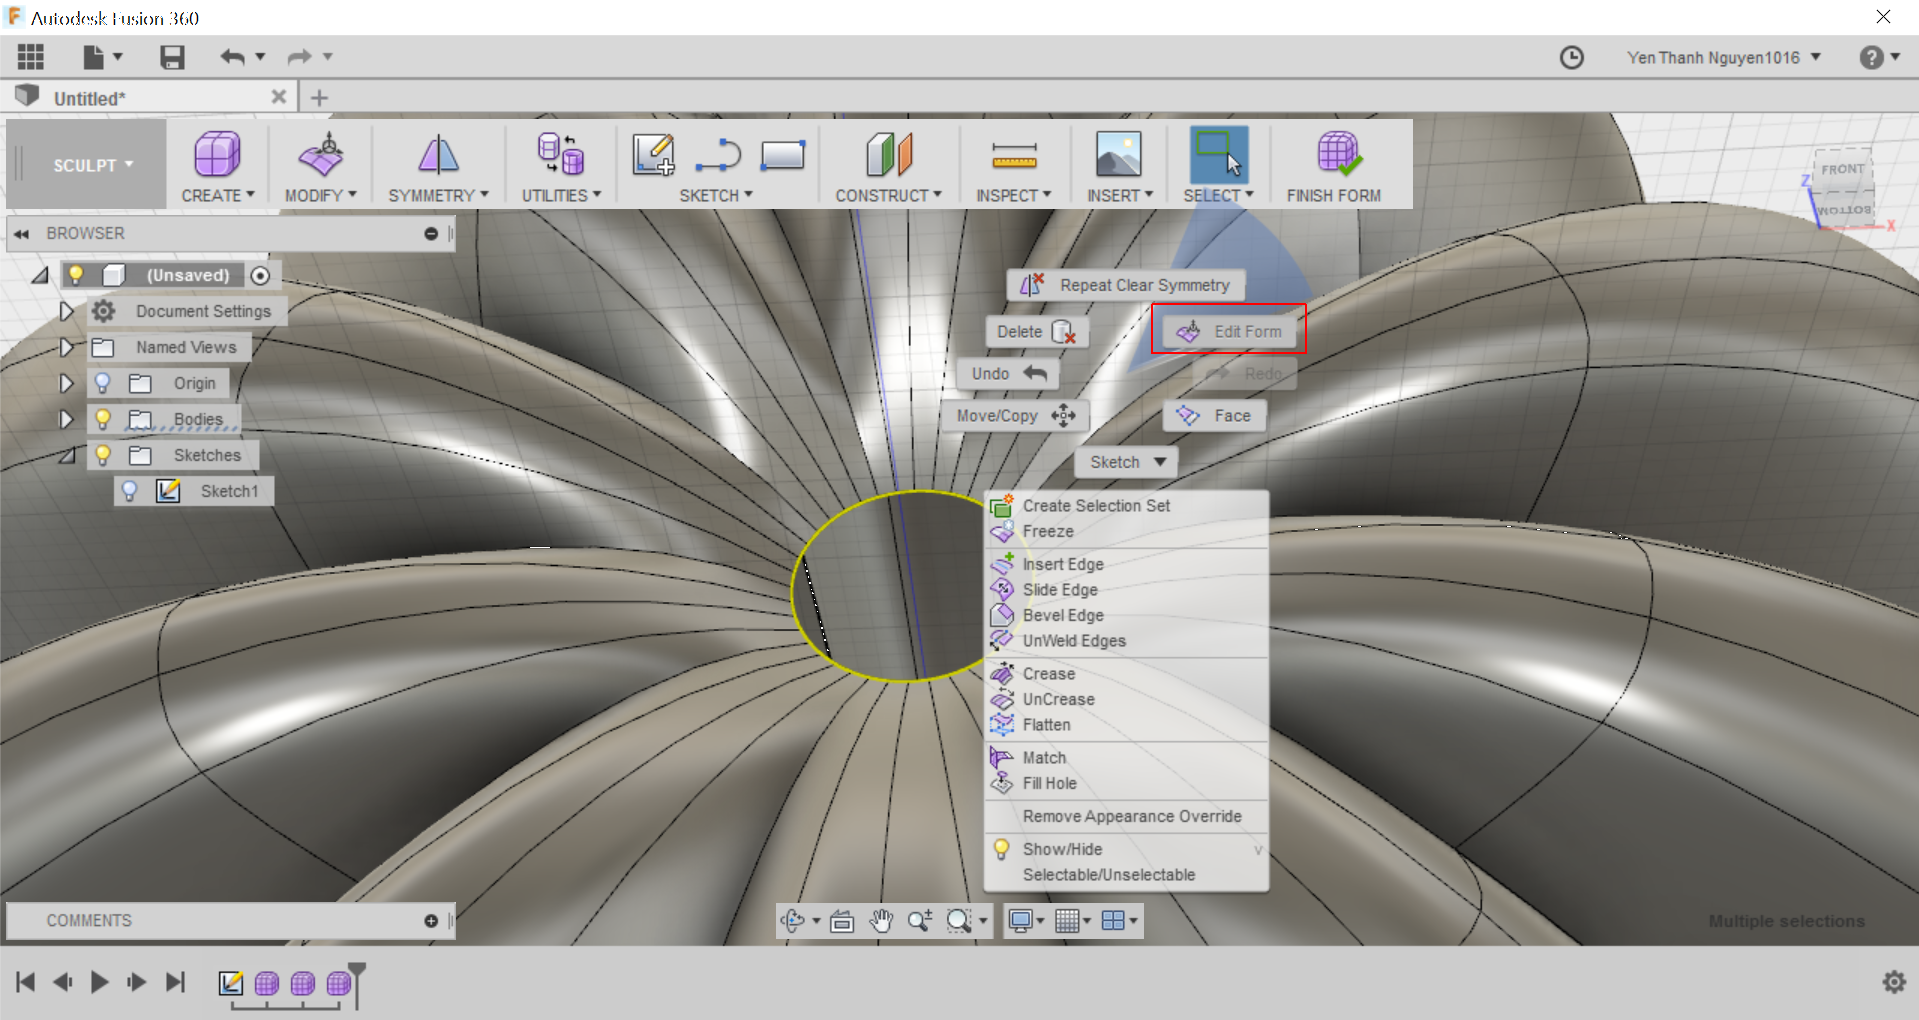 Autodesk Fusion 360
Yen Thanh Nguyen1016
Untitled*
SCULPT
CREATE
MODIFY
SYMMETRY
UTILITIES
SKETCH
CONSTRUCT
INSPECT
INSERT
SELECT
FINISH FORM
FRONT
BOTTOM
Z
X
BROWSER
(Unsaved)
Document Settings
Named Views
Origin
Bodies
Sketches
Sketch1
Repeat Clear Symmetry
Delete
Edit Form
Undo
Redo
Move/Copy
Face
Sketch
Create Selection Set
Freeze
Insert Edge
Slide Edge
Bevel Edge
UnWeld Edges
Crease
UnCrease
Flatten
Match
Fill Hole
Remove Appearance Override
Show/Hide
Selectable/Unselectable
COMMENTS
Multiple selections